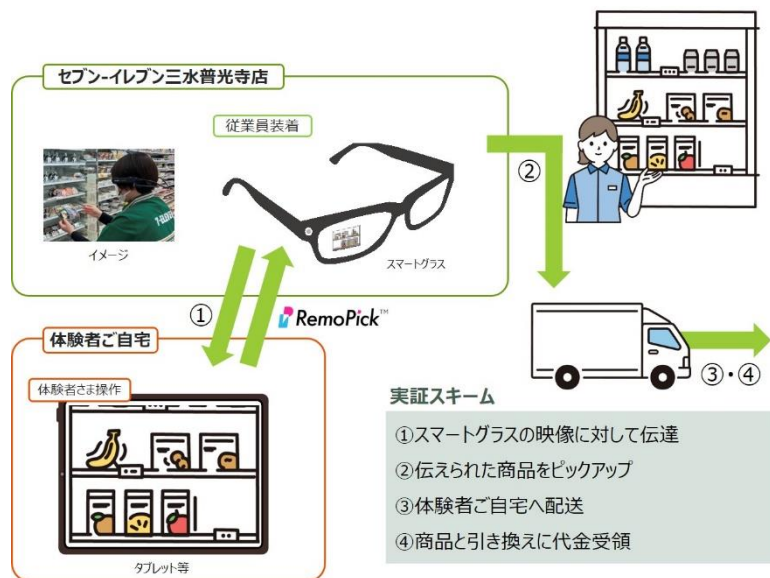 セブン-イレブン三水普光寺店
従業員装着
イメージ
スマートグラス
②
①
RemoPick™
体験者ご自宅
体験者さま操作
タブレット等
③・④
実証スキーム
①スマートグラスの映像に対して伝達
②伝えられた商品をピックアップ
③体験者ご自宅へ配送
④商品と引き換えに代金受領